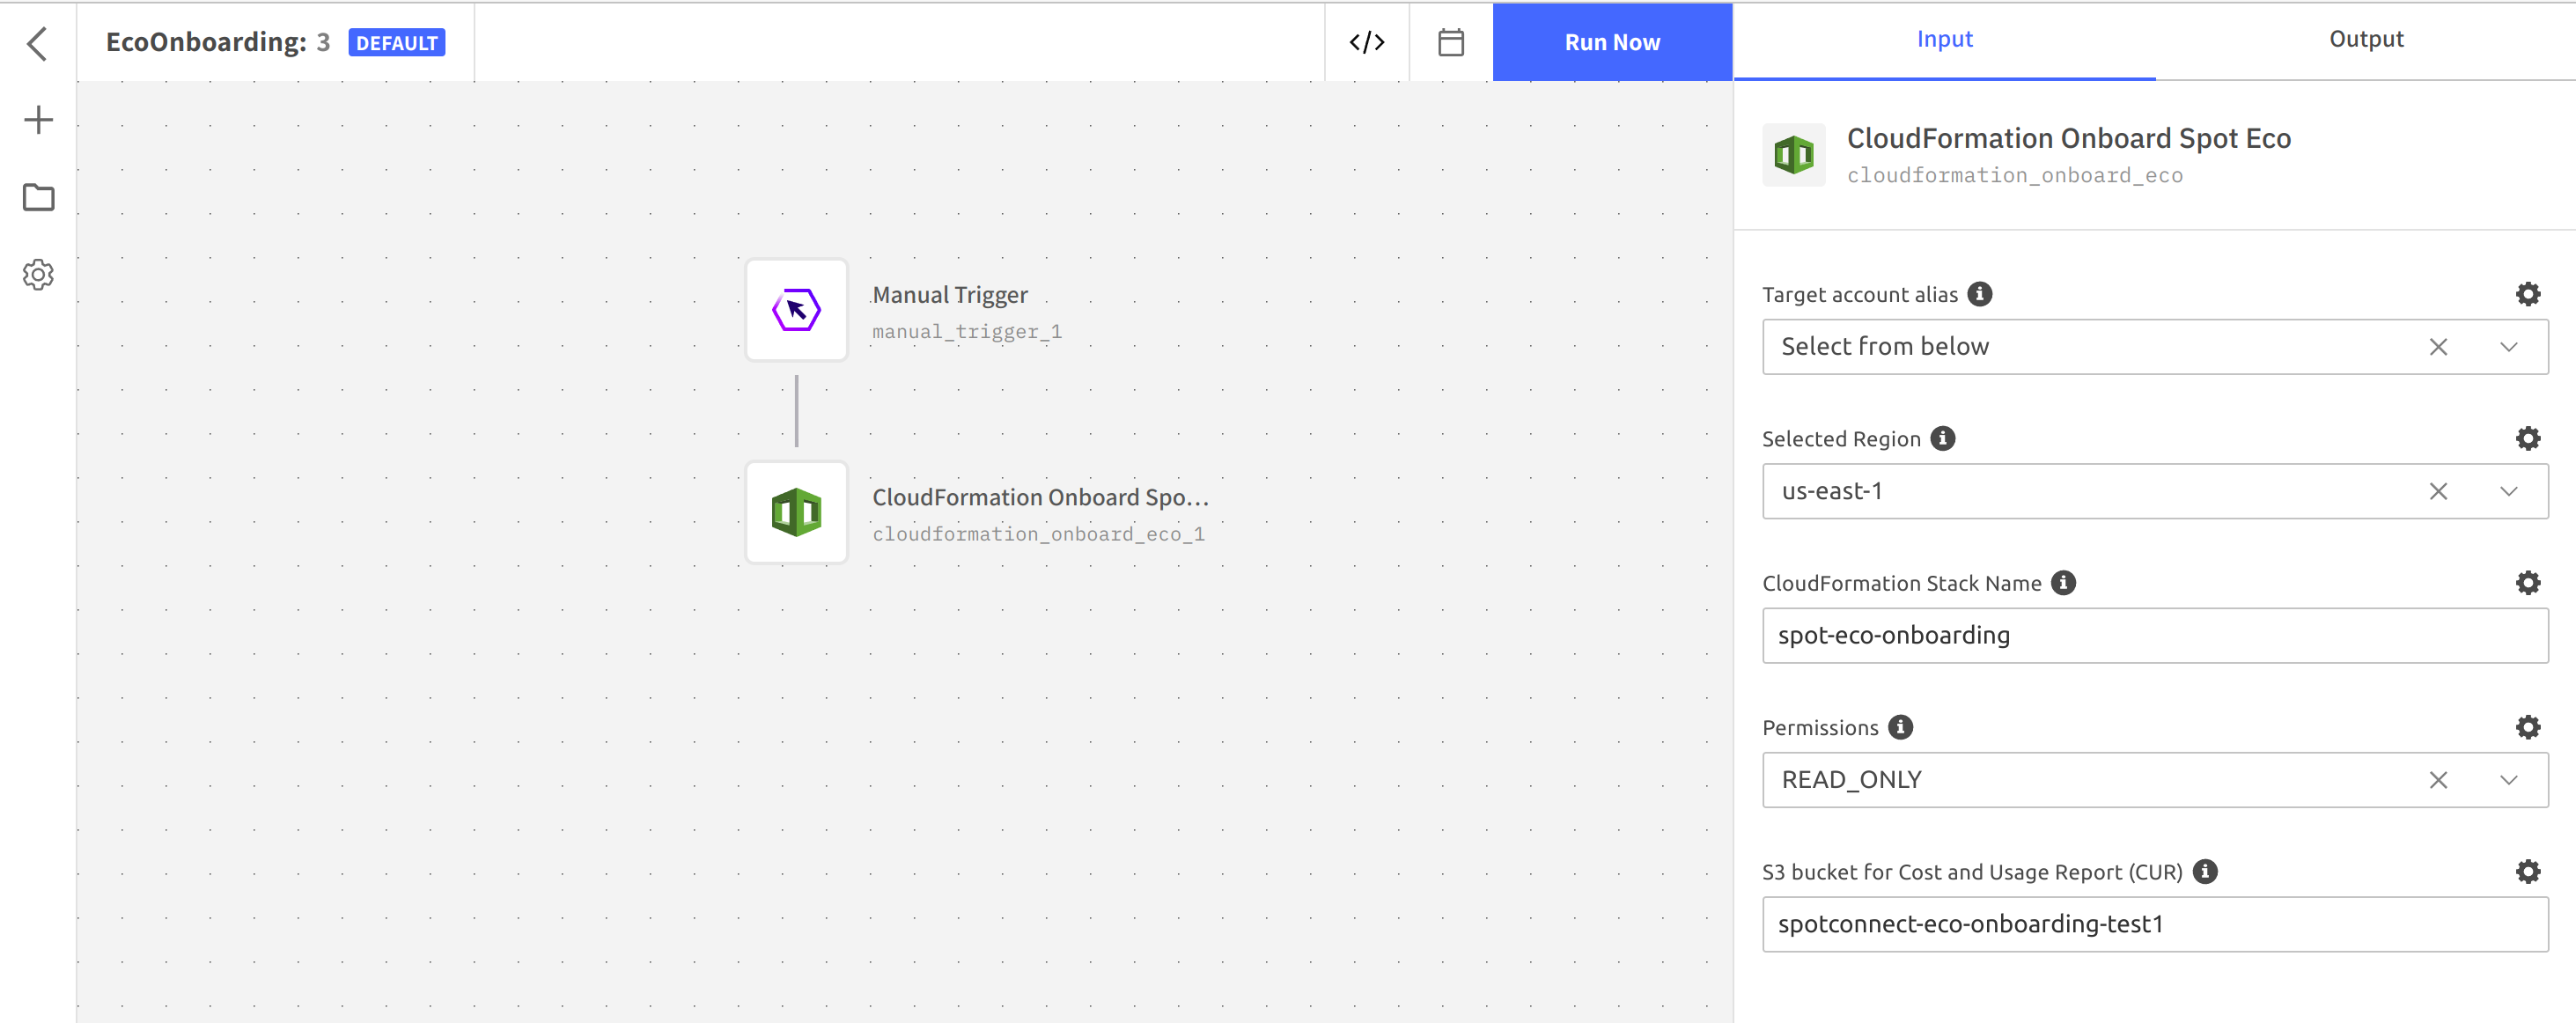 EcoOnboarding: 3 DEFAULT
</>
Run Now
Input
Output
Manual Trigger
manual_trigger_1
CloudFormation Onboard Spo...
cloudformation_onboard_eco_1
CloudFormation Onboard Spot Eco
cloudformation_onboard_eco
Target account alias
Select from below
Selected Region
us-east-1
CloudFormation Stack Name
spot-eco-onboarding
Permissions
READ_ONLY
S3 bucket for Cost and Usage Report (CUR)
spotconnect-eco-onboarding-test1